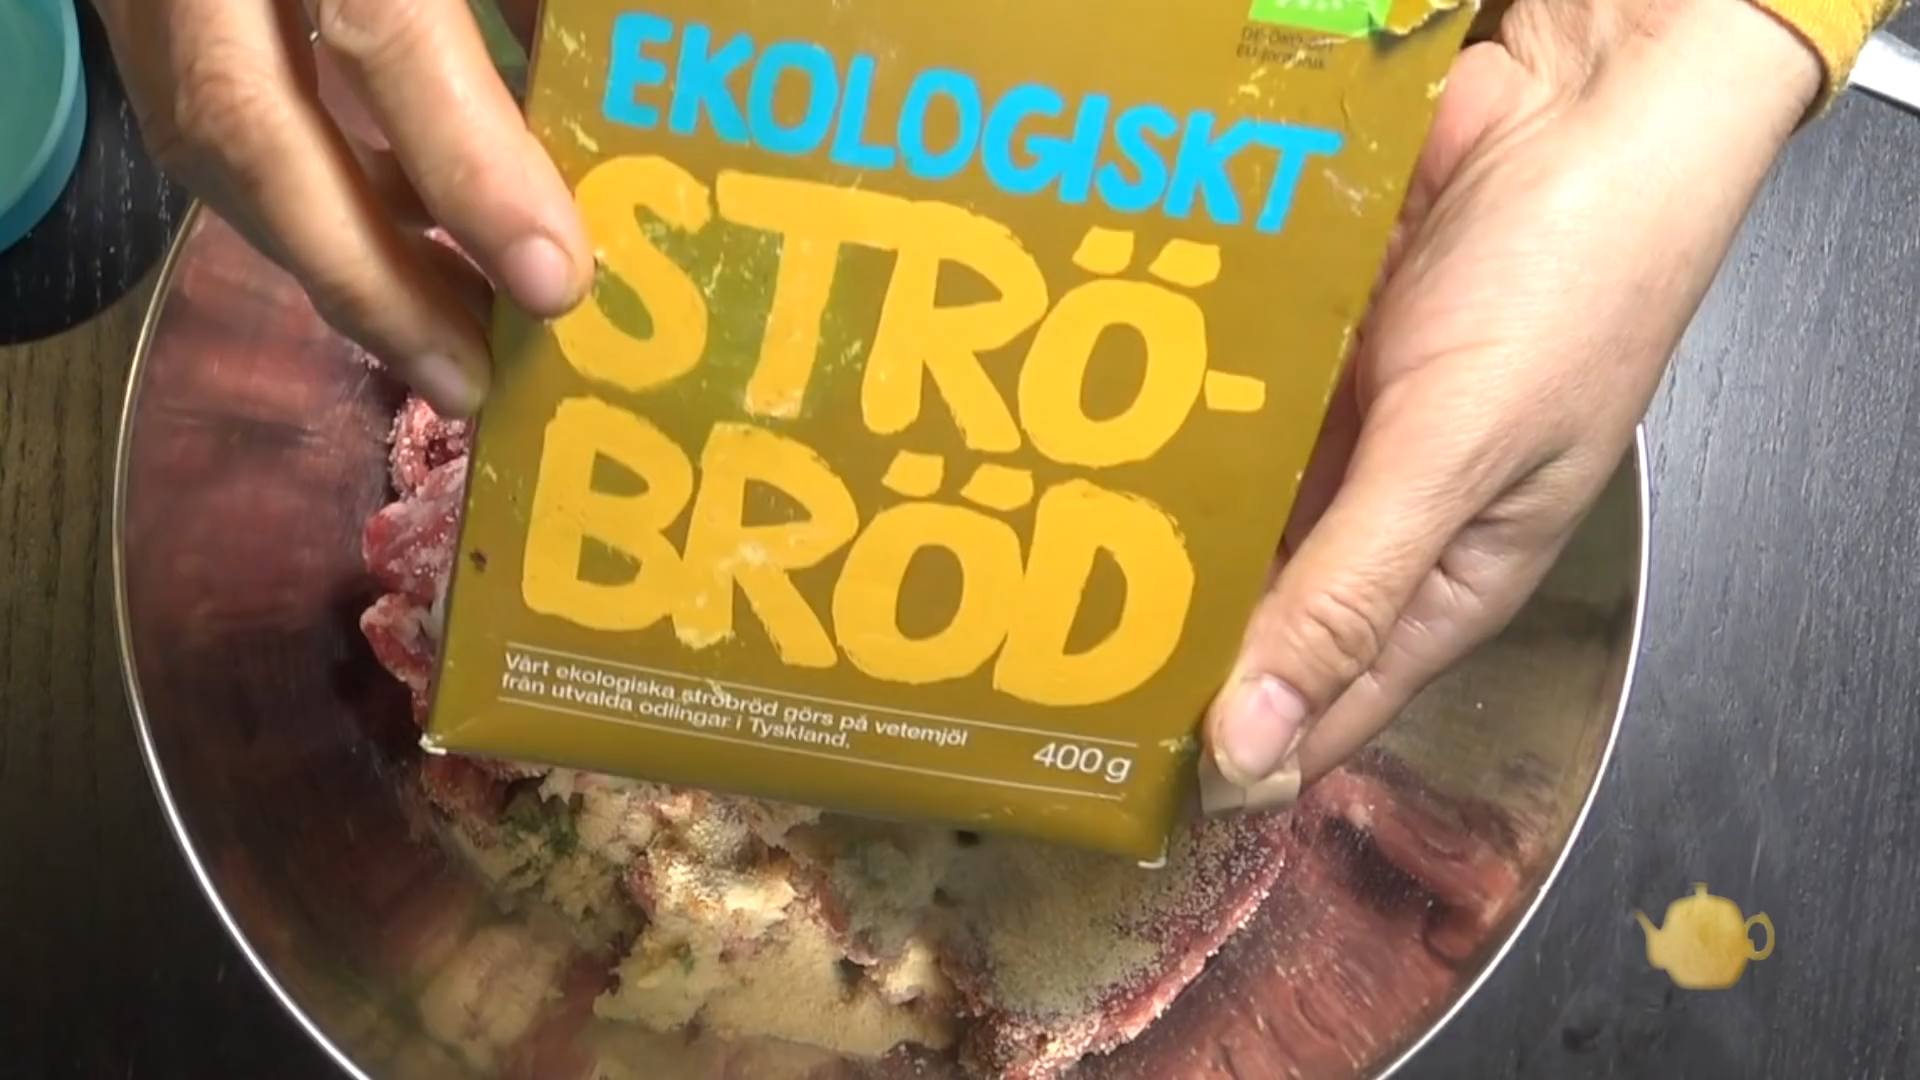 EKOLOGISKT
STRÖ-
BRÖD
Vårt ekologiska ströbröd görs på vetemjöl
från utvalda odlingar i Tyskland.
400 g